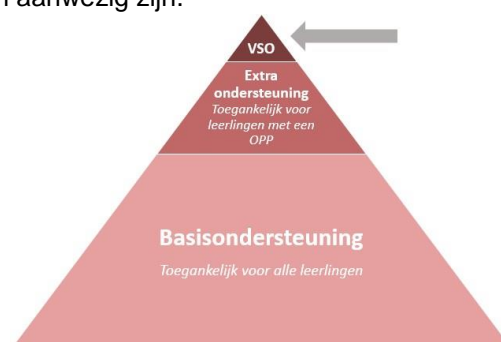 aanwezig zijn.
VSO
Extra
ondersteuning
Toegankelijk voor
leerlingen met een
OPP
Basisondersteuning
Toegankelijk voor alle leerlingen